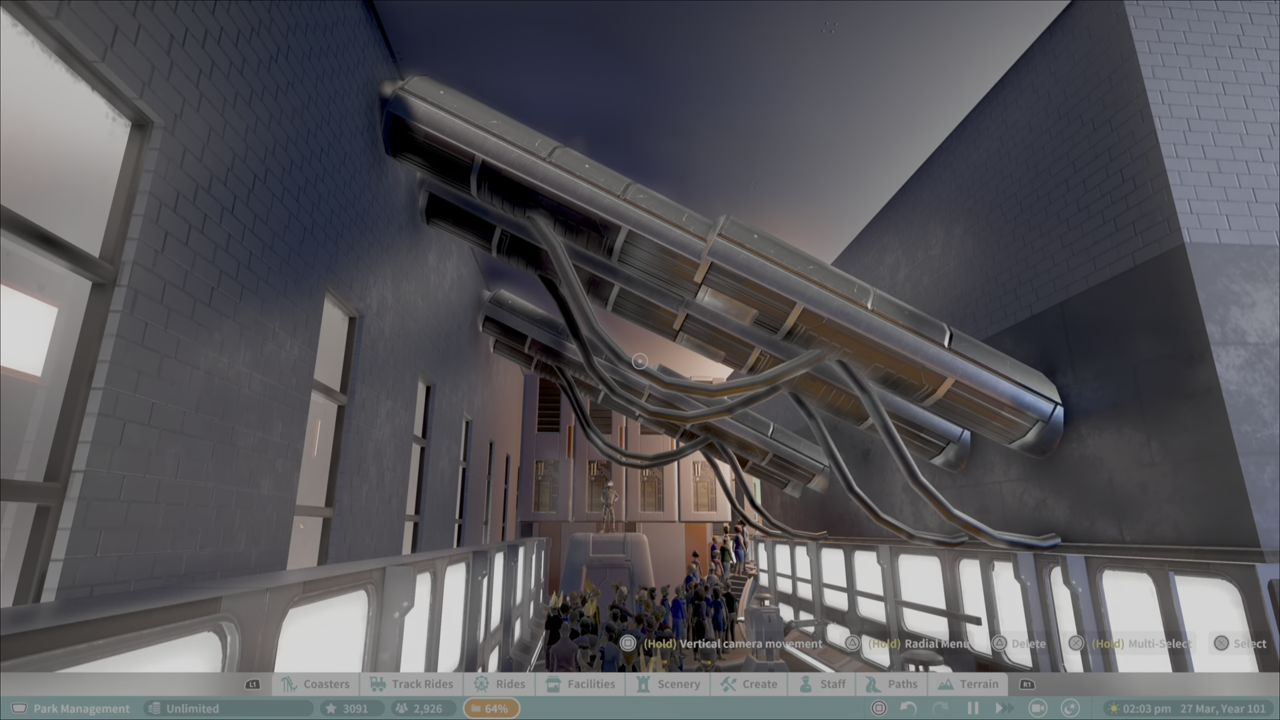 (Hold) Vertical camera movement (Hold) Radial Menu Delete (Hold) Multi-Select Select
L1 Coasters Track Rides Rides Facilities Scenery Create Staff Paths Terrain R1
Park Management Unlimited 3091 2,926 64% 02:03 pm 27 Mar, Year 101